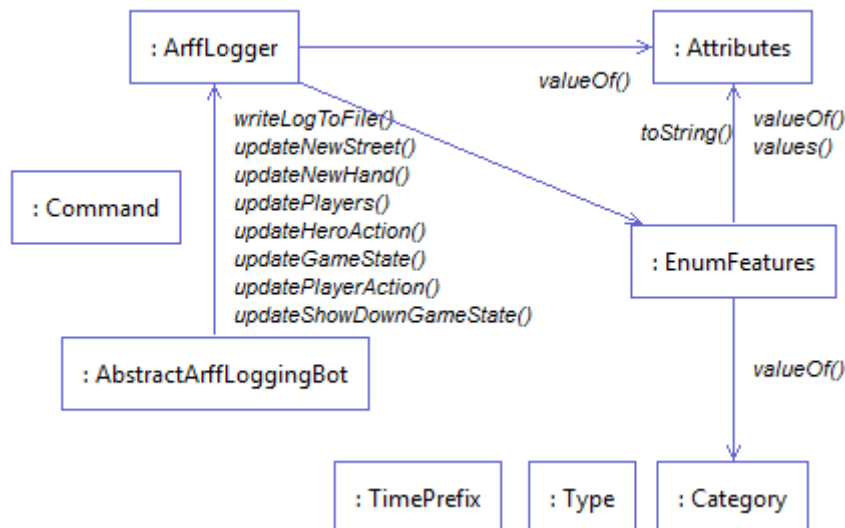 : ArffLogger
: Attributes
valueOf()
writeLogToFile()
updateNewStreet()
updateNewHand()
updatePlayers()
updateHeroAction()
updateGameState()
updatePlayerAction()
updateShowDownGameState()
toString()
valueOf()
values()
: Command
: EnumFeatures
: AbstractArffLoggingBot
valueOf()
: TimePrefix
: Type
: Category